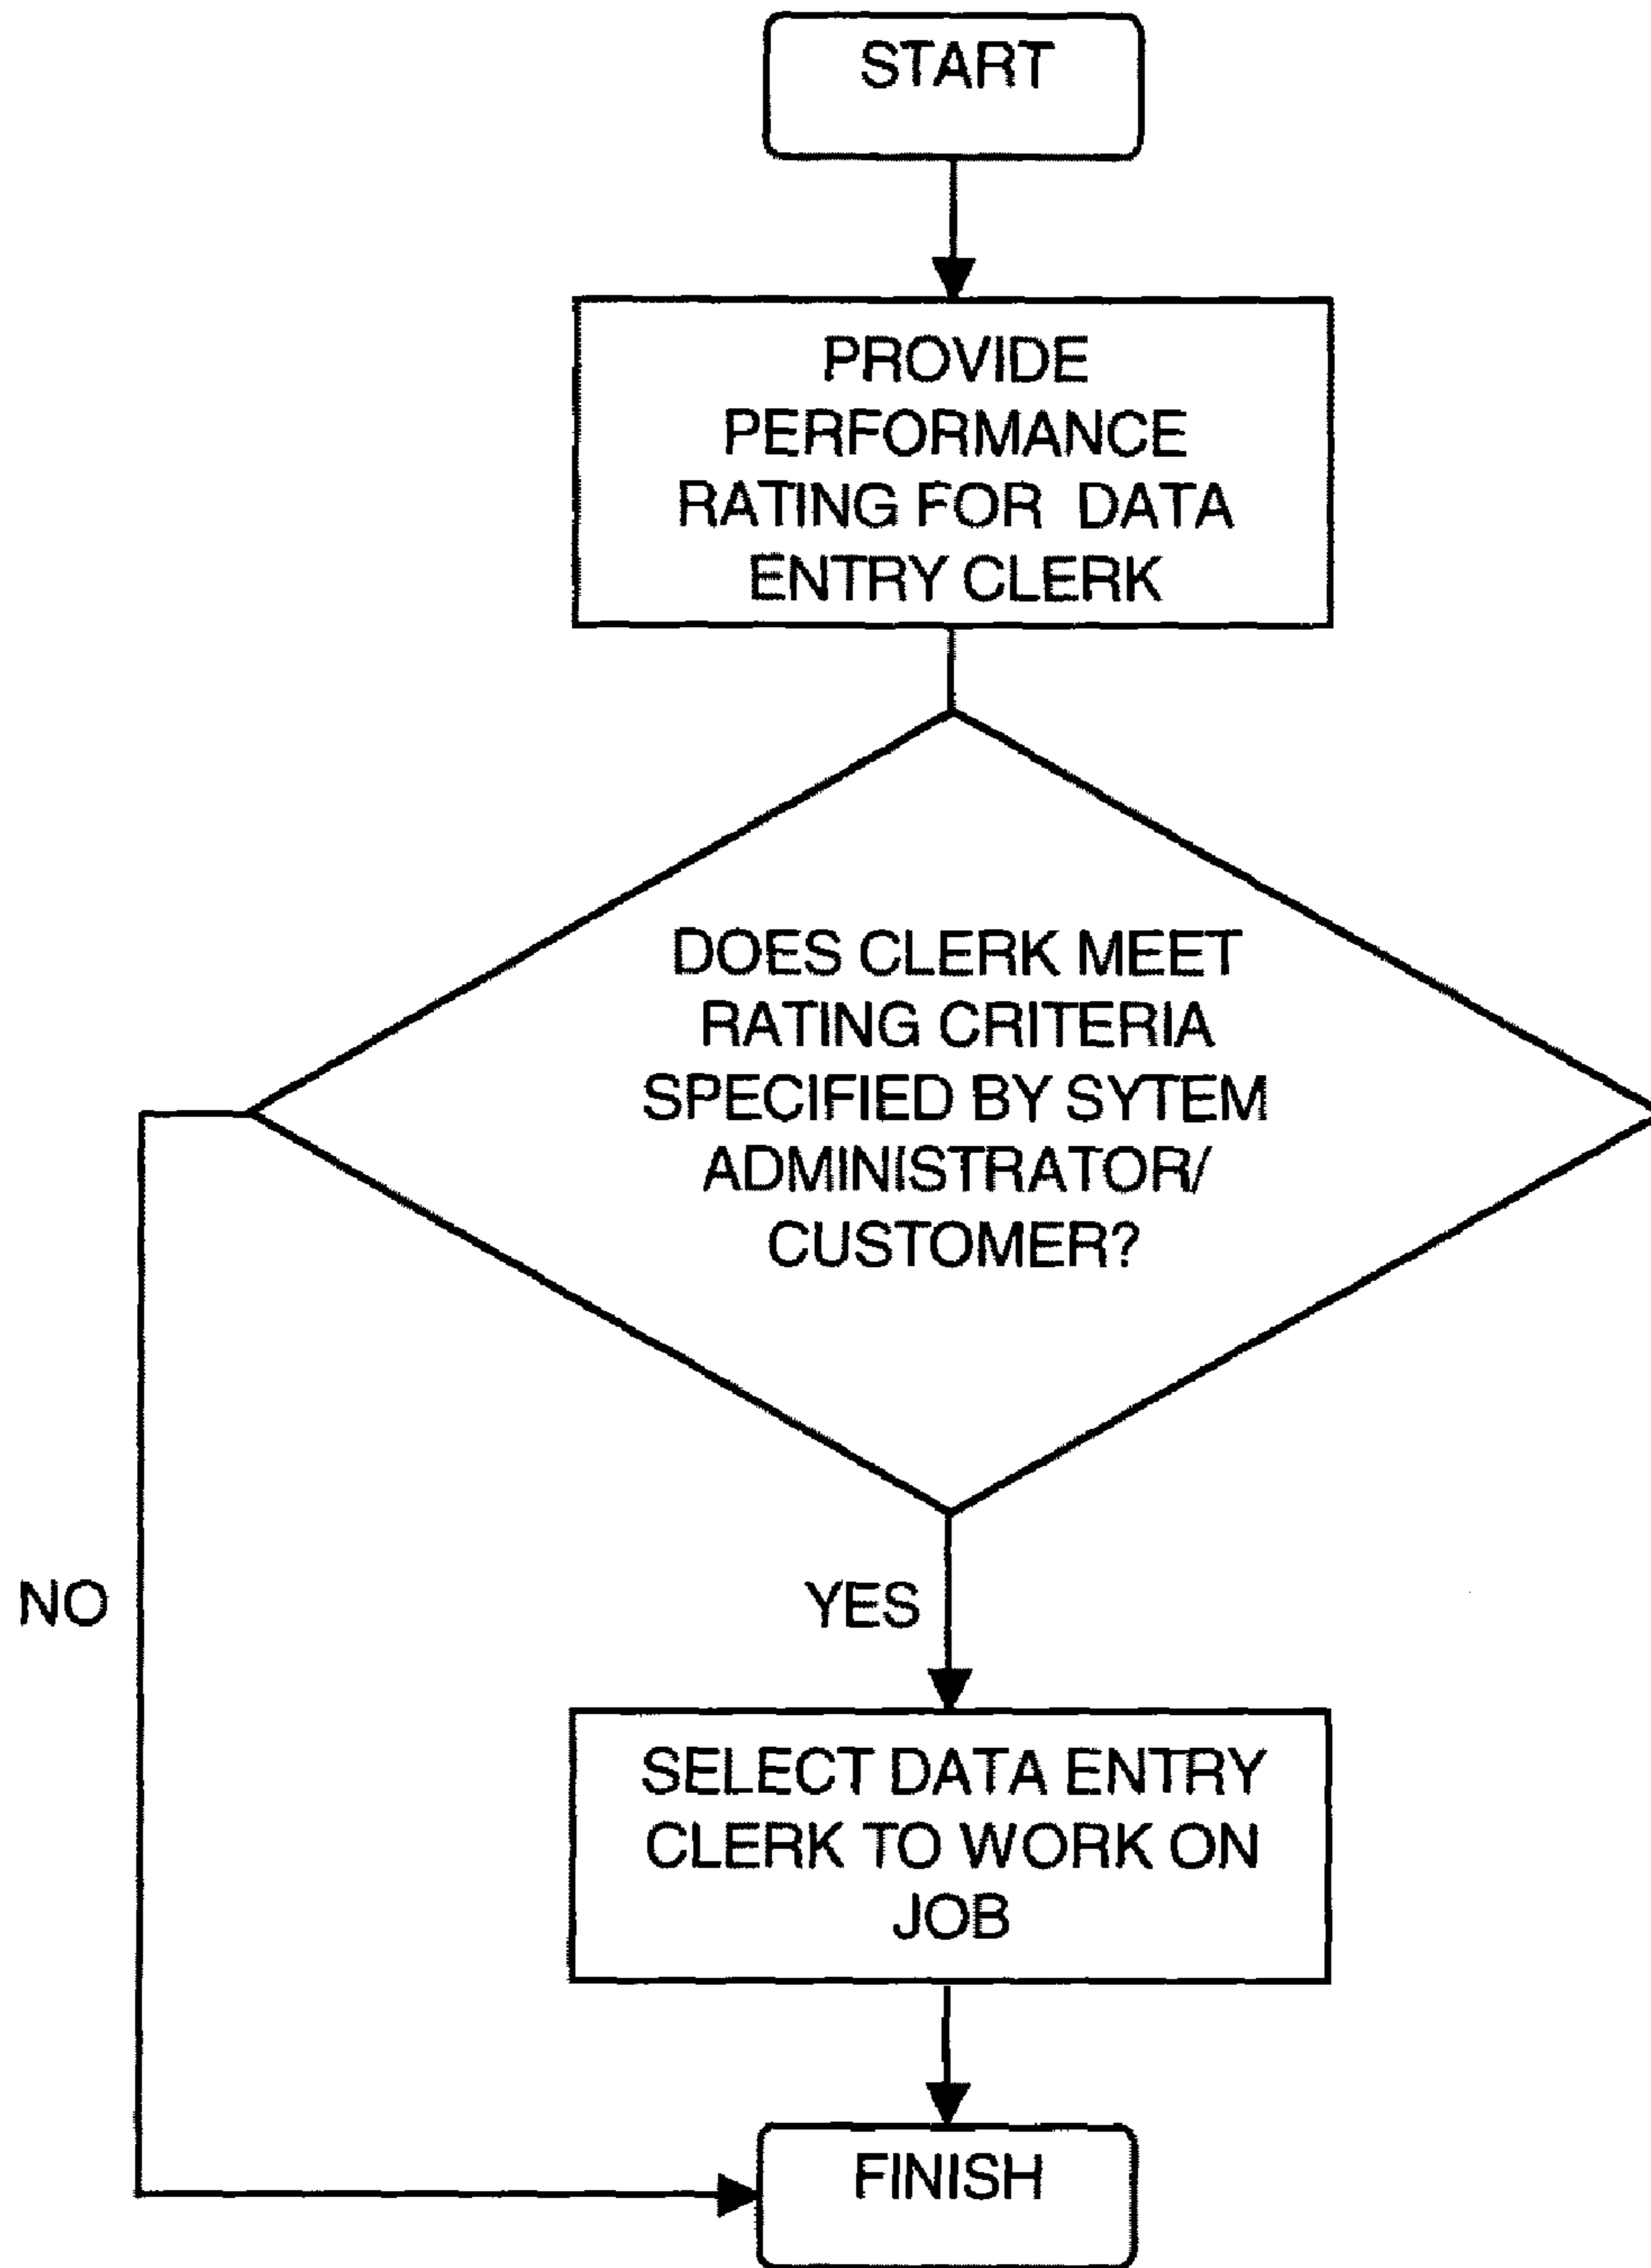 START
PROVIDE
PERFORMANCE
RATING FOR DATA
ENTRY CLERK
DOES CLERK MEET
RATING CRITERIA
SPECIFIED BY SYTEM
ADMINISTRATOR/
CUSTOMER?
NO
YES
SELECT DATA ENTRY
CLERK TO WORK ON
JOB
FINISH